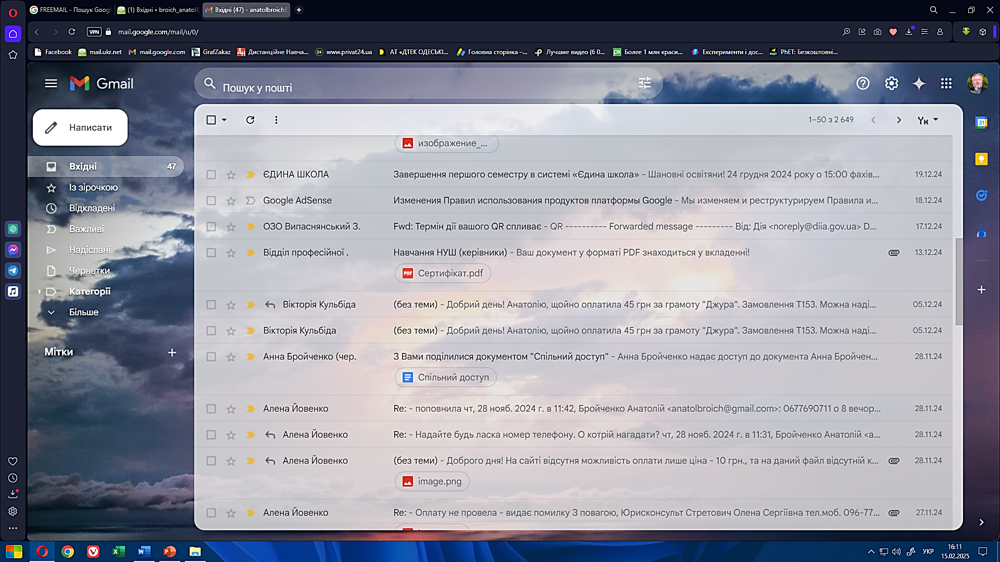 FREEMAIL - Пошук Googl
(1) Вхідні • broich_anatol
Вхідні (47) - anatolbroich@
VPN
mail.google.com/mail/u/0/
Facebook
mail.ukr.net
mail.google.com
GrafZakaz
Дистанційне Навча...
www.privat24.ua
АТ «ДТЕК ОДЕСЬКІ...
Головна сторінка –...
Лучшие видео (6 0...
Более 1 млн краси...
Експерименти і дос...
PhET: Безкоштовні...
Gmail
Пошук у пошті
Написати
1–50 з 2 649
Ук
Вхідні 47
Із зірочкою
Відкладені
Важливі
Надіслані
Чернетки
Категорії
Більше
Мітки
изображение_...
ЄДИНА ШКОЛА Завершення першого семестру в системі «Єдина школа» - Шановні освітяни! 24 грудня 2024 року о 15:00 фахів... 19.12.24
Google AdSense Изменения Правил использования продуктов платформы Google - Мы изменяем и реструктурируем Правила и... 18.12.24
ОЗО Випаснянський З. Fwd: Термін дії вашого QR спливає - QR ---------- Forwarded message --------- Від: Дія <noreply@diia.gov.ua> D... 17.12.24
Відділ професійної . Навчання НУШ (керівники) - Ваш документ у форматі PDF знаходиться у вкладенні! 13.12.24
PDF Сертифікат.pdf
Вікторія Кульбіда (без теми) - Добрий день! Анатолію, щойно оплатила 45 грн за грамоту "Джура". Замовлення Т153. Можна наді... 05.12.24
Вікторія Кульбіда (без теми) - Добрий день! Анатолію, щойно оплатила 45 грн за грамоту "Джура". Замовлення Т153. Можна наді... 05.12.24
Анна Бройченко (чер. З Вами поділилися документом "Спільний доступ" - Анна Бройченко надає доступ до документа Анна Бройчен... 28.11.24
Спільний доступ
Алена Йовенко Re: - поповнила чт, 28 нояб. 2024 г. в 11:42, Бройченко Анатолій <anatolbroich@gmail.com>: 0677690711 о 8 вечор... 28.11.24
Алена Йовенко Re: - Надайте будь ласка номер телефону. О котрій нагадати? чт, 28 нояб. 2024 г. в 11:31, Бройченко Анатолій <a... 28.11.24
Алена Йовенко (без теми) - Доброго дня! На сайті відсутня можливість оплати лише ціна - 10 грн., та на даний файл відсутній к... 28.11.24
image.png
Алена Йовенко Re: - Оплату не провела - видає помилку З повагою, Юрисконсульт Стретович Олена Сергіївна тел.моб. 096-77... 27.11.24
31
УКР
16:11
15.02.2025